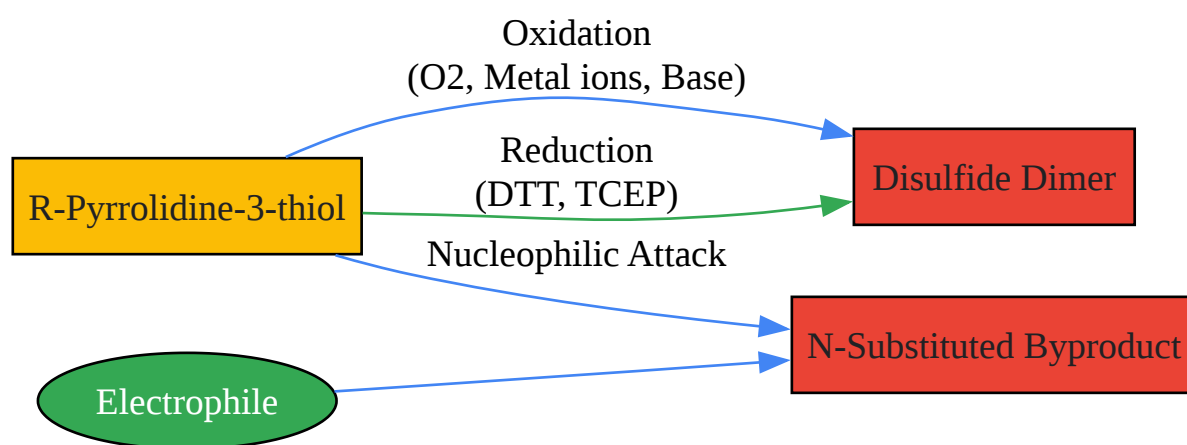 Oxidation
(O2, Metal ions, Base)
Reduction
(DTT, TCEP)
R-Pyrrolidine-3-thiol
Disulfide Dimer
Nucleophilic Attack
N-Substituted Byproduct
Electrophile